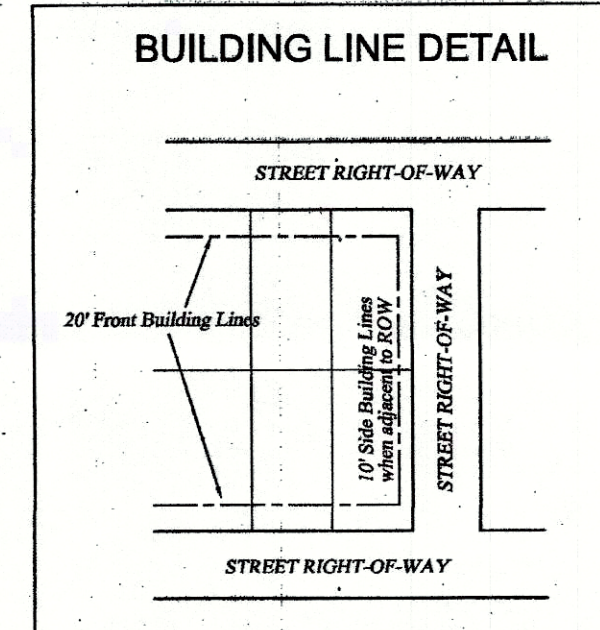 BUILDING LINE DETAIL
STREET RIGHT-OF-WAY
20' Front Building Lines
10' Side Building Lines
when adjacent to ROW
STREET RIGHT-OF-WAY
STREET RIGHT-OF-WAY